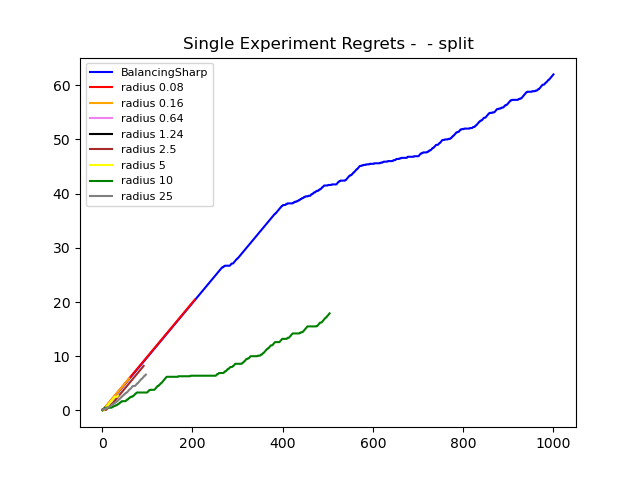 Single Experiment Regrets -  - split
BalancingSharp
radius 0.08
radius 0.16
radius 0.64
radius 1.24
radius 2.5
radius 5
radius 10
radius 25
60
50
40
30
20
10
0
0 200 400 600 800 1000